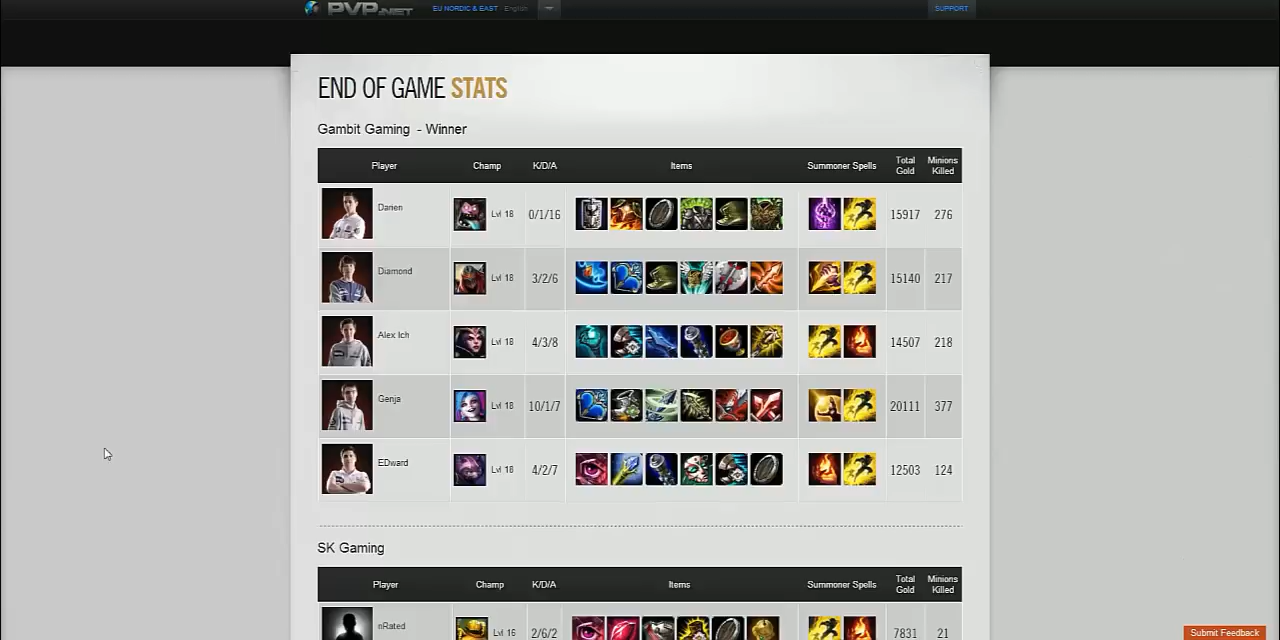 PVP.NET EU NORDIC & EAST - English SUPPORT
END OF GAME STATS
Gambit Gaming - Winner
Player Champ K/D/A Items Summoner Spells Total Gold Minions Killed
Darien Lvl 18 0/1/16 15917 276
Diamond Lvl 18 3/2/6 15140 217
Alex Ich Lvl 18 4/3/8 14507 218
Genja Lvl 18 10/1/7 20111 377
EDward Lvl 18 4/2/7 12503 124
SK Gaming
Player Champ K/D/A Items Summoner Spells Total Gold Minions Killed
nRated Lvl 16 2/6/2 7831 21
Submit Feedback